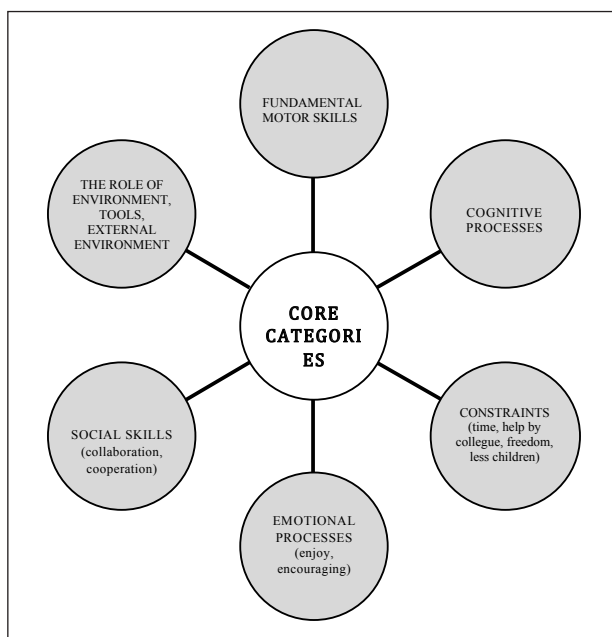 FUNDAMENTAL
MOTOR SKILLS
THE ROLE OF
ENVIRONMENT,
TOOLS,
EXTERNAL
ENVIRONMENT
COGNITIVE
PROCESSES
CORE
CATEGORI
ES
SOCIAL SKILLS
(collaboration,
cooperation)
CONSTRAINTS
(time, help by
collegue, freedom,
less children)
EMOTIONAL
PROCESSES
(enjoy,
encouraging)